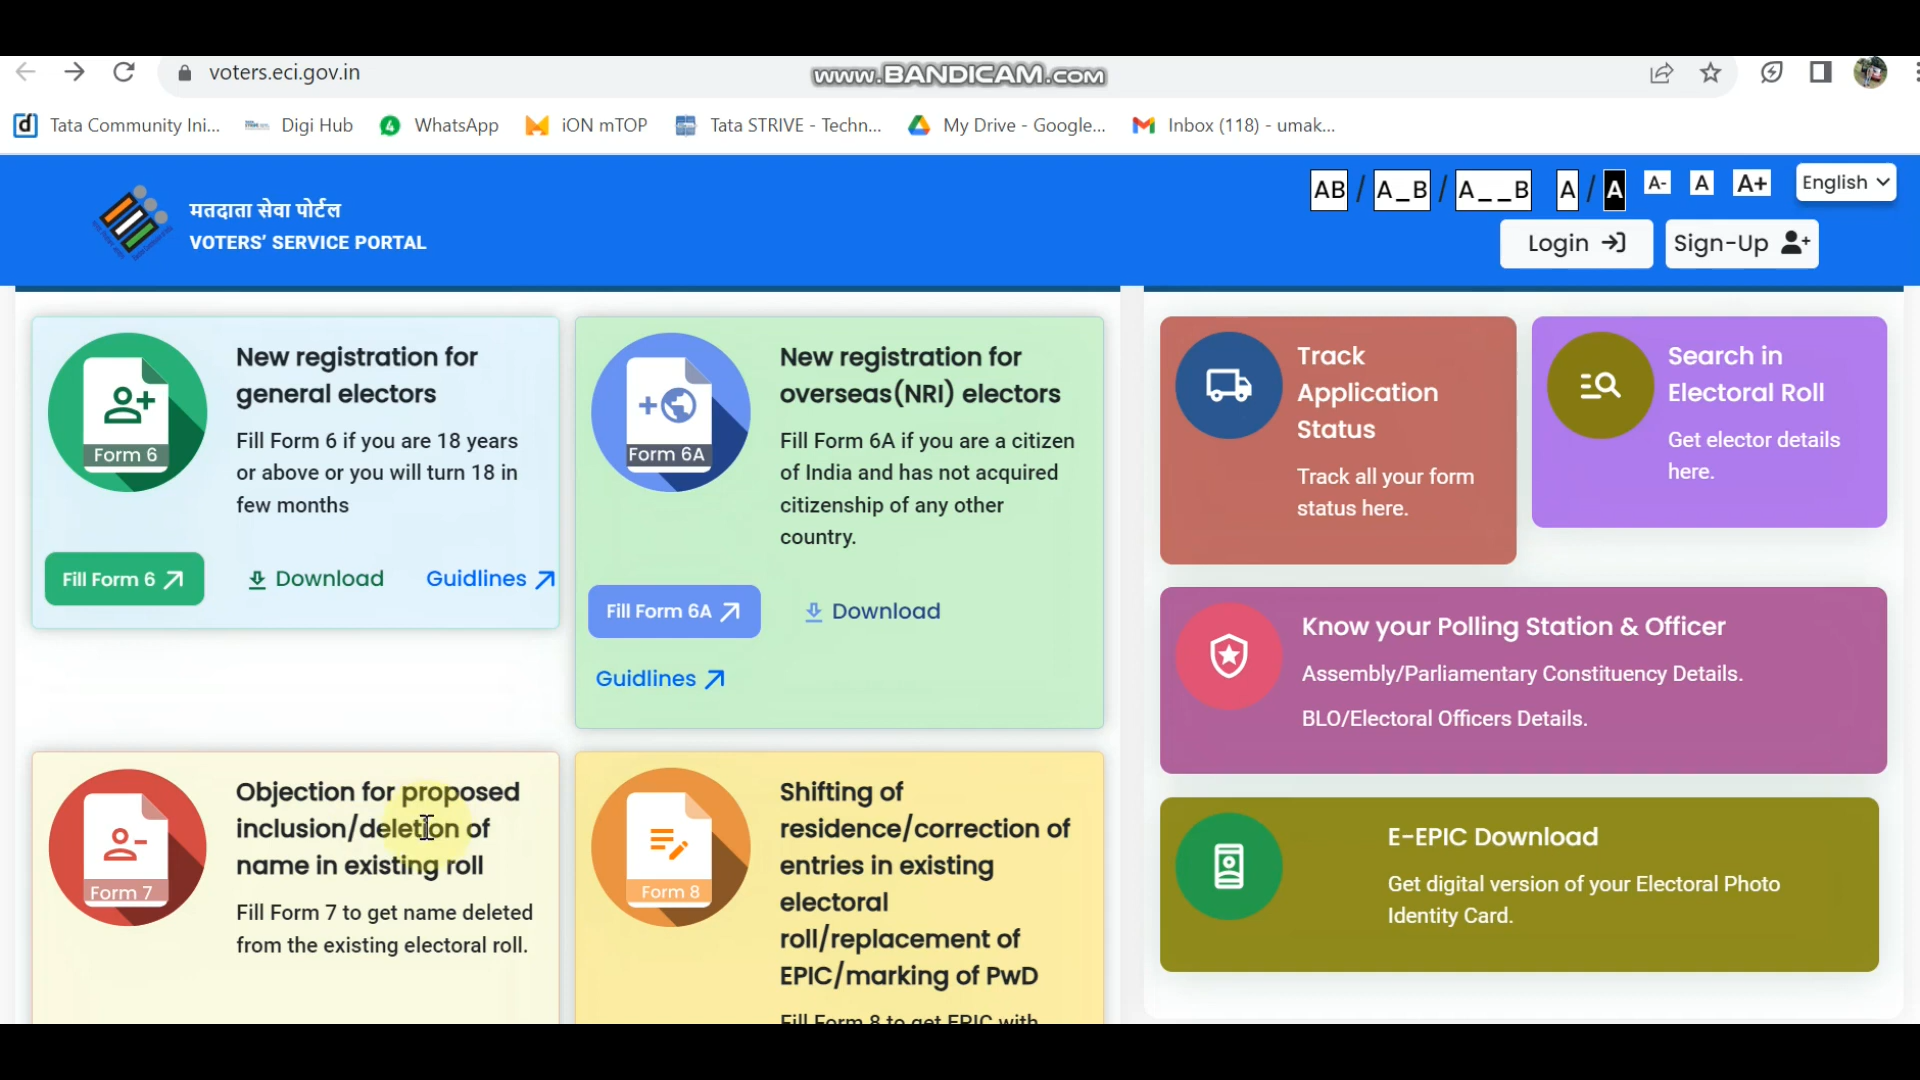 voters.eci.gov.in
www.BANDICAM.com
Tata Community Ini...
Digi Hub
WhatsApp
iON mTOP
Tata STRIVE - Techn...
My Drive - Google...
Inbox (118) - umak...
मतदाता सेवा पोर्टल
VOTERS' SERVICE PORTAL
AB / A_B / A__B A / A A- A A+ English
Login
Sign-Up
New registration for
general electors
Fill Form 6 if you are 18 years
or above or you will turn 18 in
few months
Form 6
Fill Form 6
Download
Guidlines
New registration for
overseas(NRI) electors
Fill Form 6A if you are a citizen
of India and has not acquired
citizenship of any other
country.
Form 6A
Fill Form 6A
Download
Guidlines
Objection for proposed
inclusion/deletion of
name in existing roll
Fill Form 7 to get name deleted
from the existing electoral roll.
Form 7
Shifting of
residence/correction of
entries in existing
electoral
roll/replacement of
EPIC/marking of PwD
Fill Form 8 to get EPIC with
Form 8
Track
Application
Status
Track all your form
status here.
Search in
Electoral Roll
Get elector details
here.
Know your Polling Station & Officer
Assembly/Parliamentary Constituency Details.
BLO/Electoral Officers Details.
E-EPIC Download
Get digital version of your Electoral Photo
Identity Card.